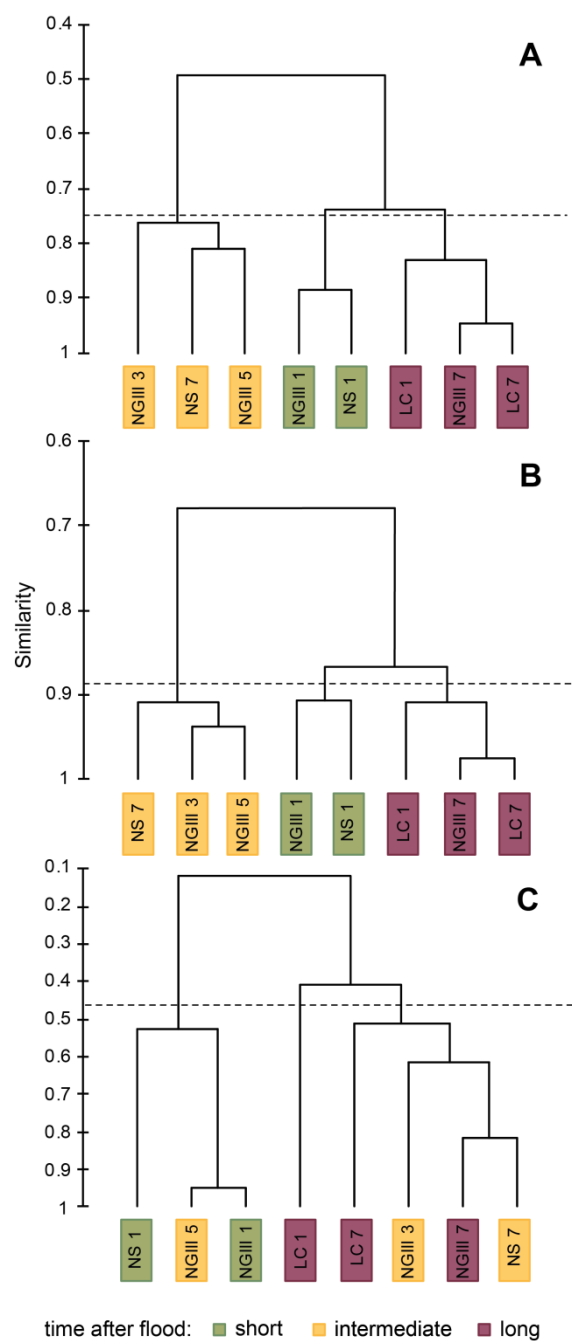 A
0.4
0.5
0.6
0.7
0.8
0.9
1
NGIII 3 NS 7 NGIII 5 NGIII 1 NS 1 LC 1 NGIII 7 LC 7
B
0.6
0.7
0.8
0.9
1
NS 7 NGIII 3 NGIII 5 NGIII 1 NS 1 LC 1 NGIII 7 LC 7
Similarity
C
0.1
0.2
0.3
0.4
0.5
0.6
0.7
0.8
0.9
1
NS 1 NGIII 5 NGIII 1 LC 1 LC 7 NGIII 3 NGIII 7 NS 7
time after flood: short intermediate long